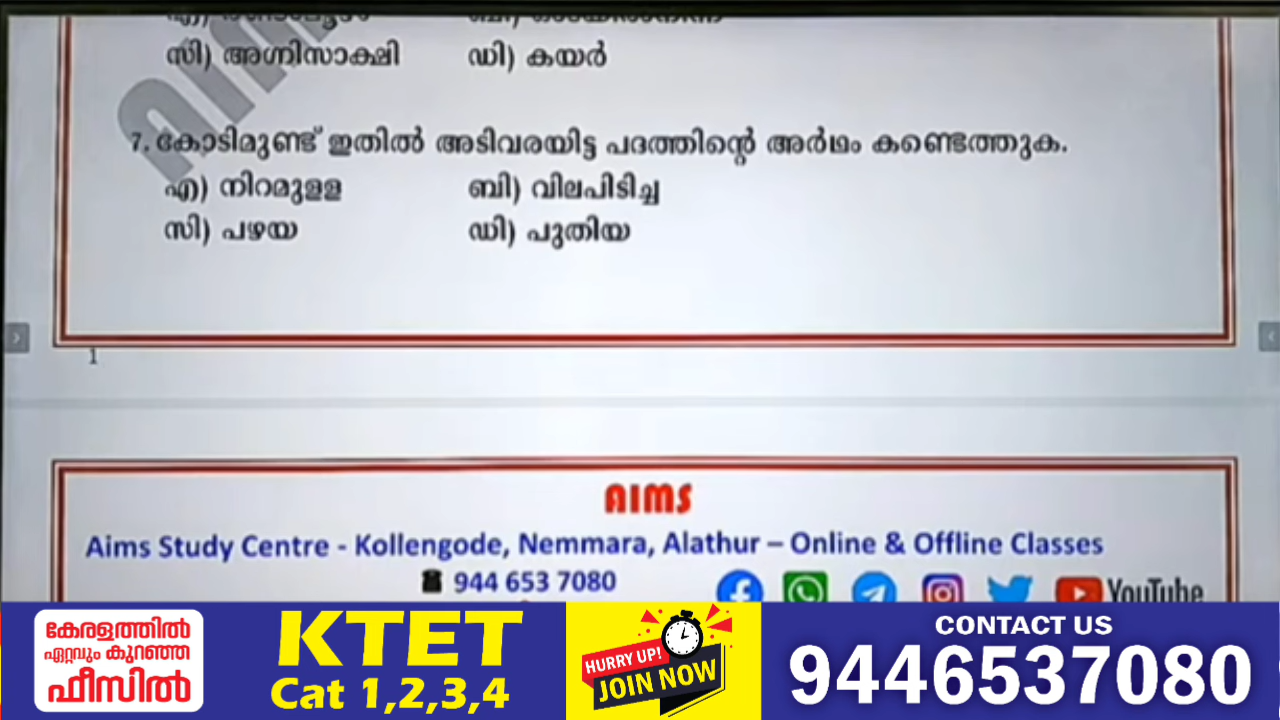 സി) അഗ്നിസാക്ഷി ഡി) കയർ
7. കോടിമുണ്ട് ഇതിൽ അടിവരയിട്ട പദത്തിന്റെ അർഥം കണ്ടെത്തുക.
എ) നിറമുളള ബി) വിലപിടിച്ച
സി) പഴയ ഡി) പുതിയ
1
AIMS
Aims Study Centre - Kollengode, Nemmara, Alathur – Online & Offline Classes
944 653 7080 YouTube
കേരളത്തിൽ
ഏറ്റവും കുറഞ്ഞ
ഫീസിൽ
KTET
Cat 1,2,3,4
HURRY UP!
JOIN NOW
CONTACT US
9446537080